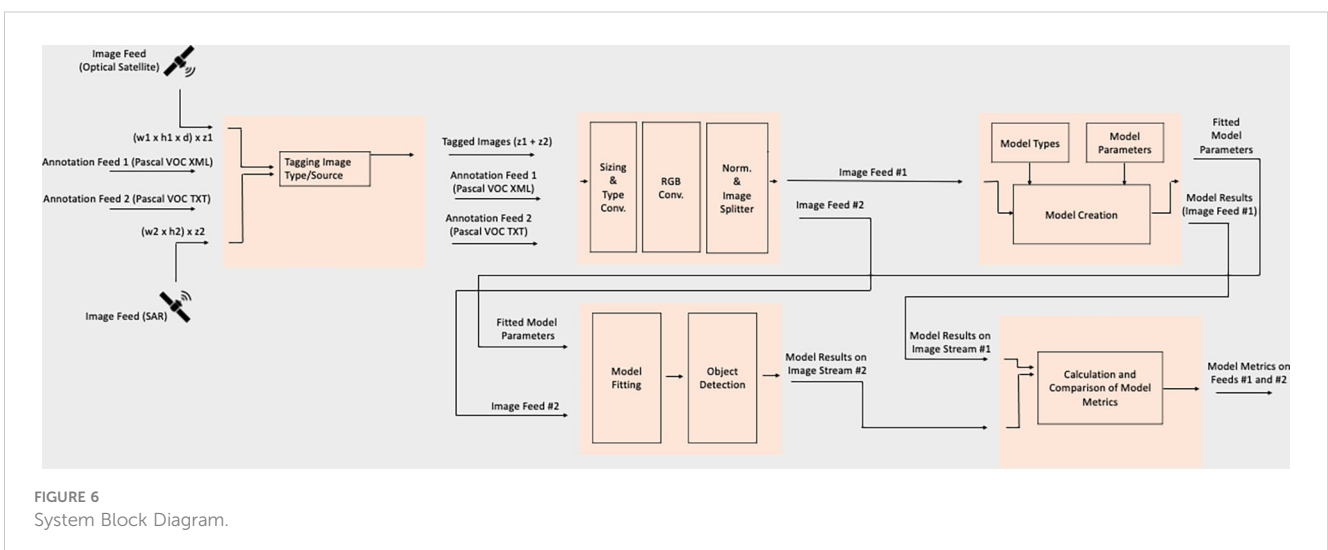 Image Feed
(Optical Satellite)
(w1 x h1 x d) x z1
Annotation Feed 1 (Pascal VOC XML)
Annotation Feed 2 (Pascal VOC TXT)
(w2 x h2) x z2
Image Feed (SAR)
Tagging Image
Type/Source
Tagged Images (z1 + z2)
Annotation Feed 1
(Pascal VOC XML)
Annotation Feed 2
(Pascal VOC TXT)
Sizing
&
Type
Conv.
RGB
Conv.
Norm.
&
Image
Splitter
Image Feed #1
Image Feed #2
Model Types
Model
Parameters
Model Creation
Fitted
Model
Parameters
Model Results
(Image Feed #1)
Fitted Model
Parameters
Image Feed #2
Model
Fitting
Object
Detection
Model Results on
Image Stream #2
Model Results on
Image Stream #1
Calculation and
Comparison of Model
Metrics
Model Metrics on
Feeds #1 and #2
FIGURE 6
System Block Diagram.